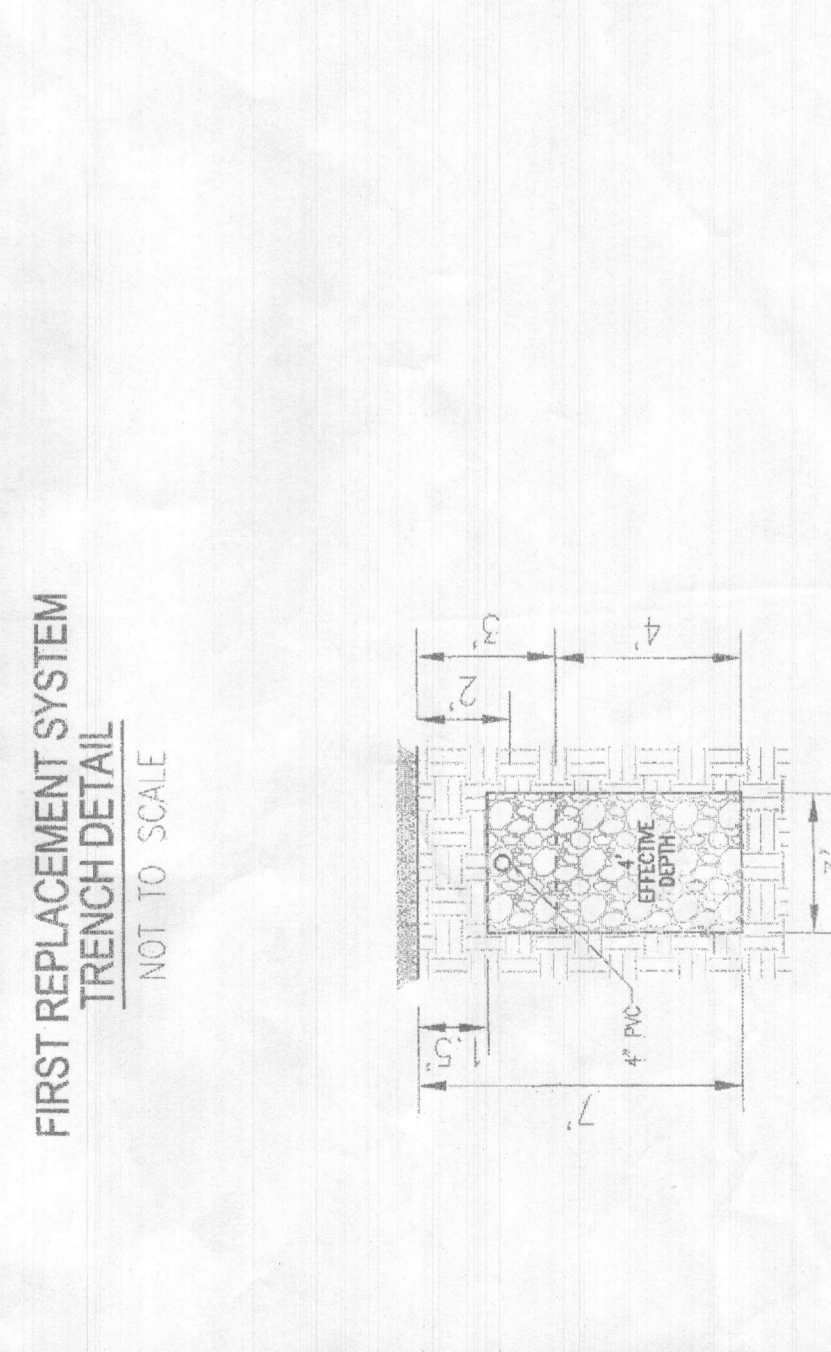 FIRST REPLACEMENT SYSTEM
TRENCH DETAIL
NOT TO SCALE
3'
4'
2'
4'
EFFECTIVE
DEPTH
1.5'
4" PVC
7'